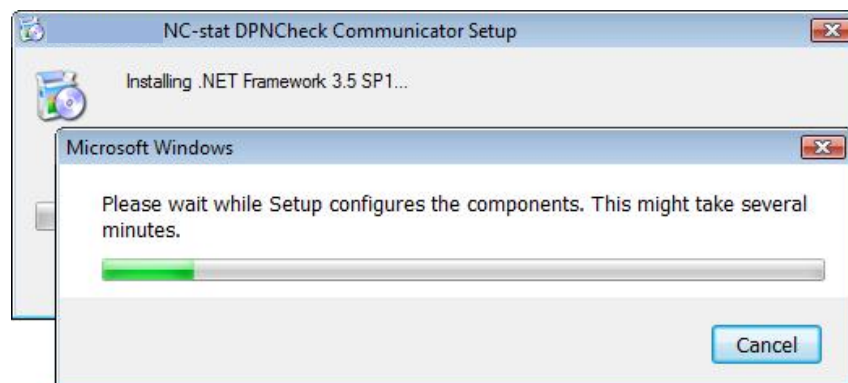 NC-stat DPNCheck Communicator Setup
Installing .NET Framework 3.5 SP1...
Microsoft Windows
Please wait while Setup configures the components. This might take several
minutes.
Cancel